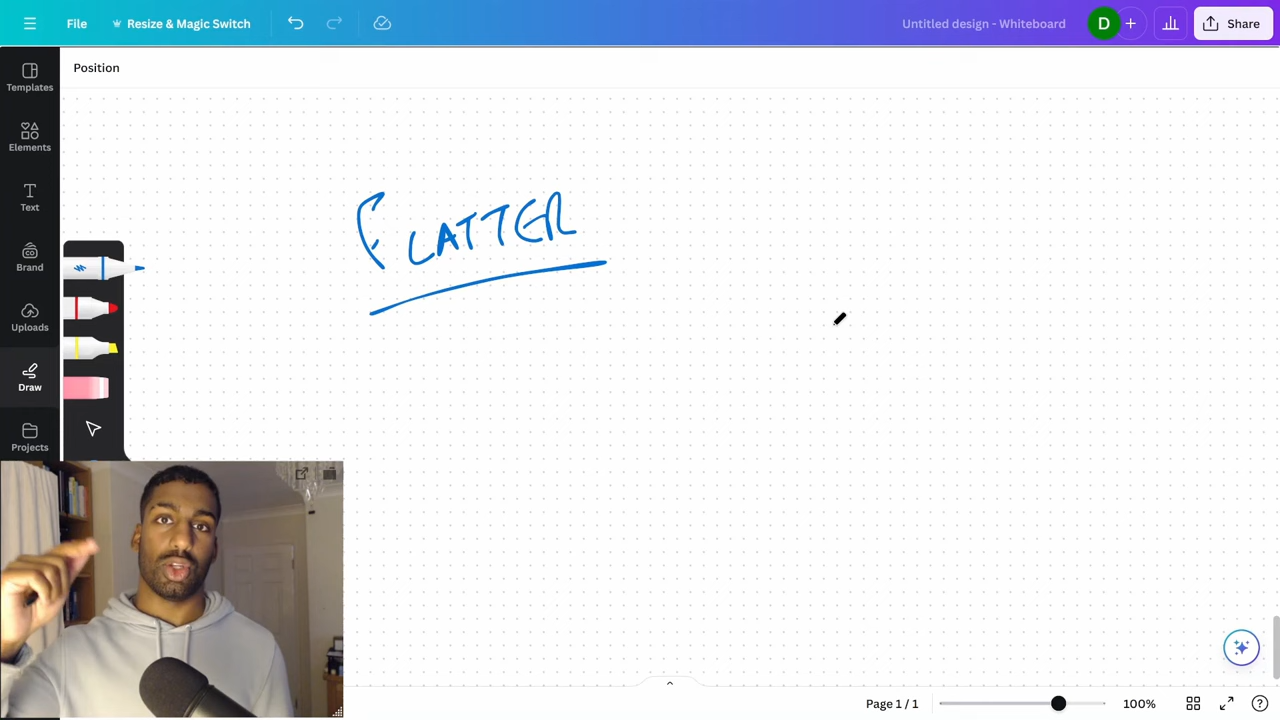 File
Resize & Magic Switch
Untitled design - Whiteboard
D
+
Share
Position
Templates
Elements
Text
Brand
Uploads
Draw
Projects
FLATTER
Page 1 / 1
100%